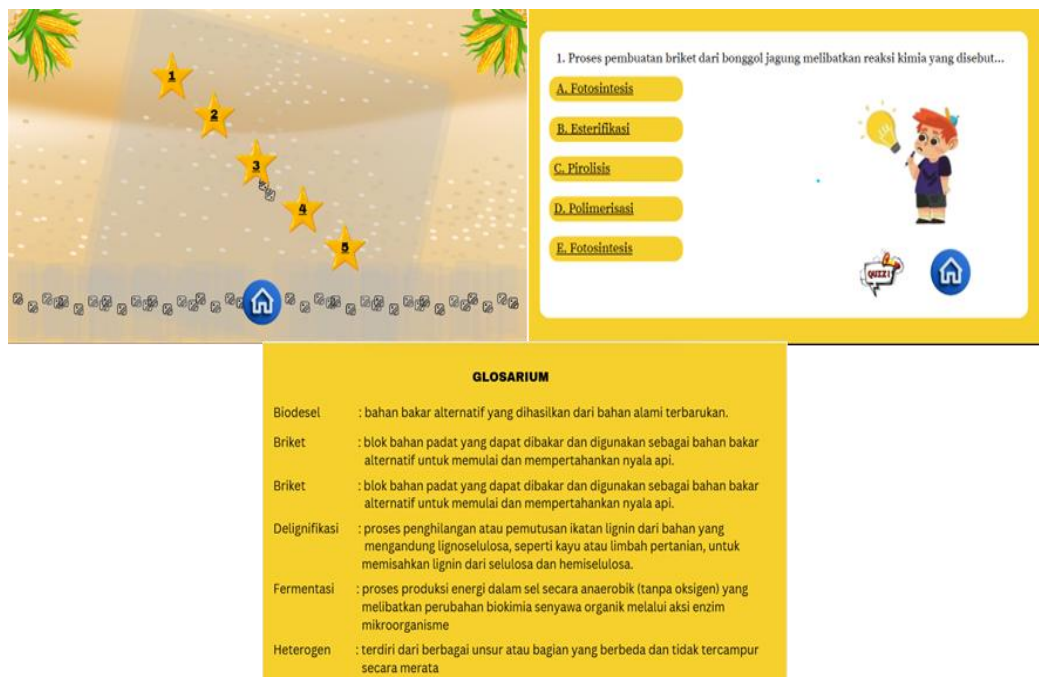 1
2
3
4
5
1. Proses pembuatan briket dari bonggol jagung melibatkan reaksi kimia yang disebut...
A. Fotosintesis
B. Esterifikasi
C. Pirolisis
D. Polimerisasi
E. Fotosintesis
QUIZZ!
GLOSARIUM
Biodesel : bahan bakar alternatif yang dihasilkan dari bahan alami terbarukan.
Briket : blok bahan padat yang dapat dibakar dan digunakan sebagai bahan bakar
alternatif untuk memulai dan mempertahankan nyala api.
Briket : blok bahan padat yang dapat dibakar dan digunakan sebagai bahan bakar
alternatif untuk memulai dan mempertahankan nyala api.
Delignifikasi : proses penghilangan atau pemutusan ikatan lignin dari bahan yang
mengandung lignoselulosa, seperti kayu atau limbah pertanian, untuk
memisahkan lignin dari selulosa dan hemiselulosa.
Fermentasi : proses produksi energi dalam sel secara anaerobik (tanpa oksigen) yang
melibatkan perubahan biokimia senyawa organik melalui aksi enzim
mikroorganisme
Heterogen : terdiri dari berbagai unsur atau bagian yang berbeda dan tidak tercampur
secara merata